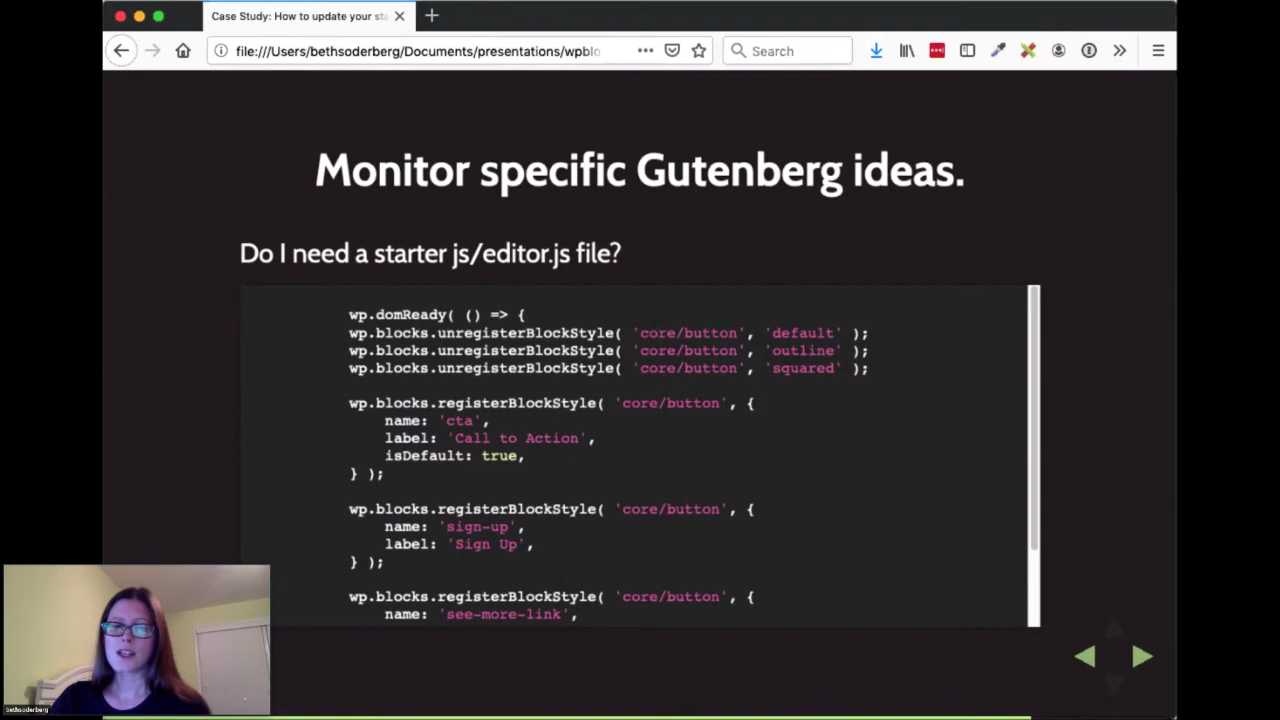 Case Study: How to update your sta
file:///Users/bethsoderberg/Documents/presentations/wpblo
Search
Monitor specific Gutenberg ideas.
Do I need a starter js/editor.js file?
wp.domReady( () => {
wp.blocks.unregisterBlockStyle( 'core/button', 'default' );
wp.blocks.unregisterBlockStyle( 'core/button', 'outline' );
wp.blocks.unregisterBlockStyle( 'core/button', 'squared' );
wp.blocks.registerBlockStyle( 'core/button', {
name: 'cta',
label: 'Call to Action',
isDefault: true,
} );
wp.blocks.registerBlockStyle( 'core/button', {
name: 'sign-up',
label: 'Sign Up',
} );
wp.blocks.registerBlockStyle( 'core/button', {
name: 'see-more-link',
bethsoderberg